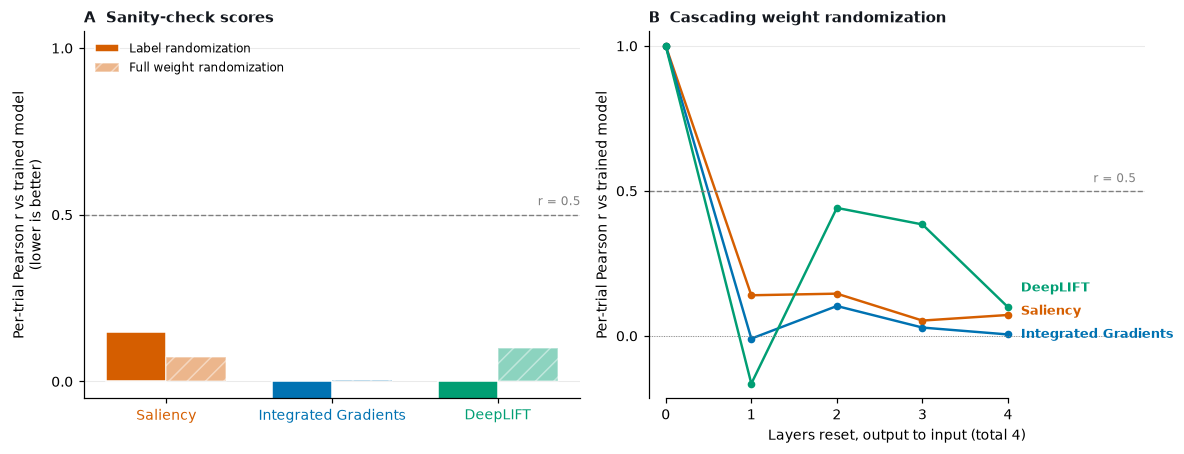 A  Sanity-check scores
Label randomization
Full weight randomization
r = 0.5
1.0
0.5
0.0
Per-trial Pearson r vs trained model
(lower is better)
Saliency
Integrated Gradients
DeepLIFT
B  Cascading weight randomization
r = 0.5
1.0
0.5
0.0
Per-trial Pearson r vs trained model
DeepLIFT
Saliency
Integrated Gradients
0
1
2
3
4
Layers reset, output to input (total 4)